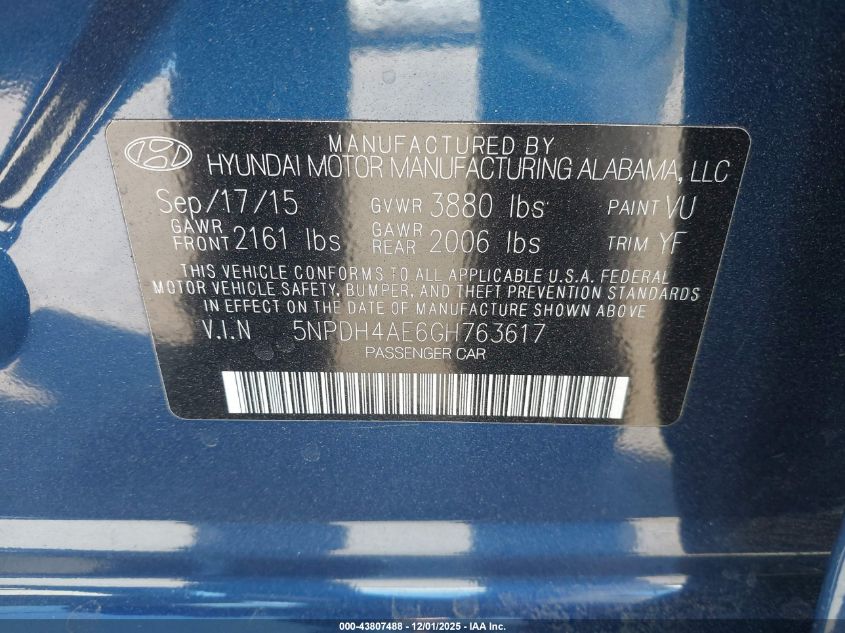 MANUFACTURED BY
HYUNDAI MOTOR MANUFACTURING ALABAMA, LLC
Sep/17/15 GVWR 3880 lbs PAINT VU
GAWR FRONT 2161 lbs GAWR REAR 2006 lbs TRIM YF
THIS VEHICLE CONFORMS TO ALL APPLICABLE U.S.A. FEDERAL
MOTOR VEHICLE SAFETY, BUMPER, AND THEFT PREVENTION STANDARDS
IN EFFECT ON THE DATE OF MANUFACTURE SHOWN ABOVE
V.I.N 5NPDH4AE6GH763617
PASSENGER CAR
000-43807488 - 12/01/2025 - IAA Inc.